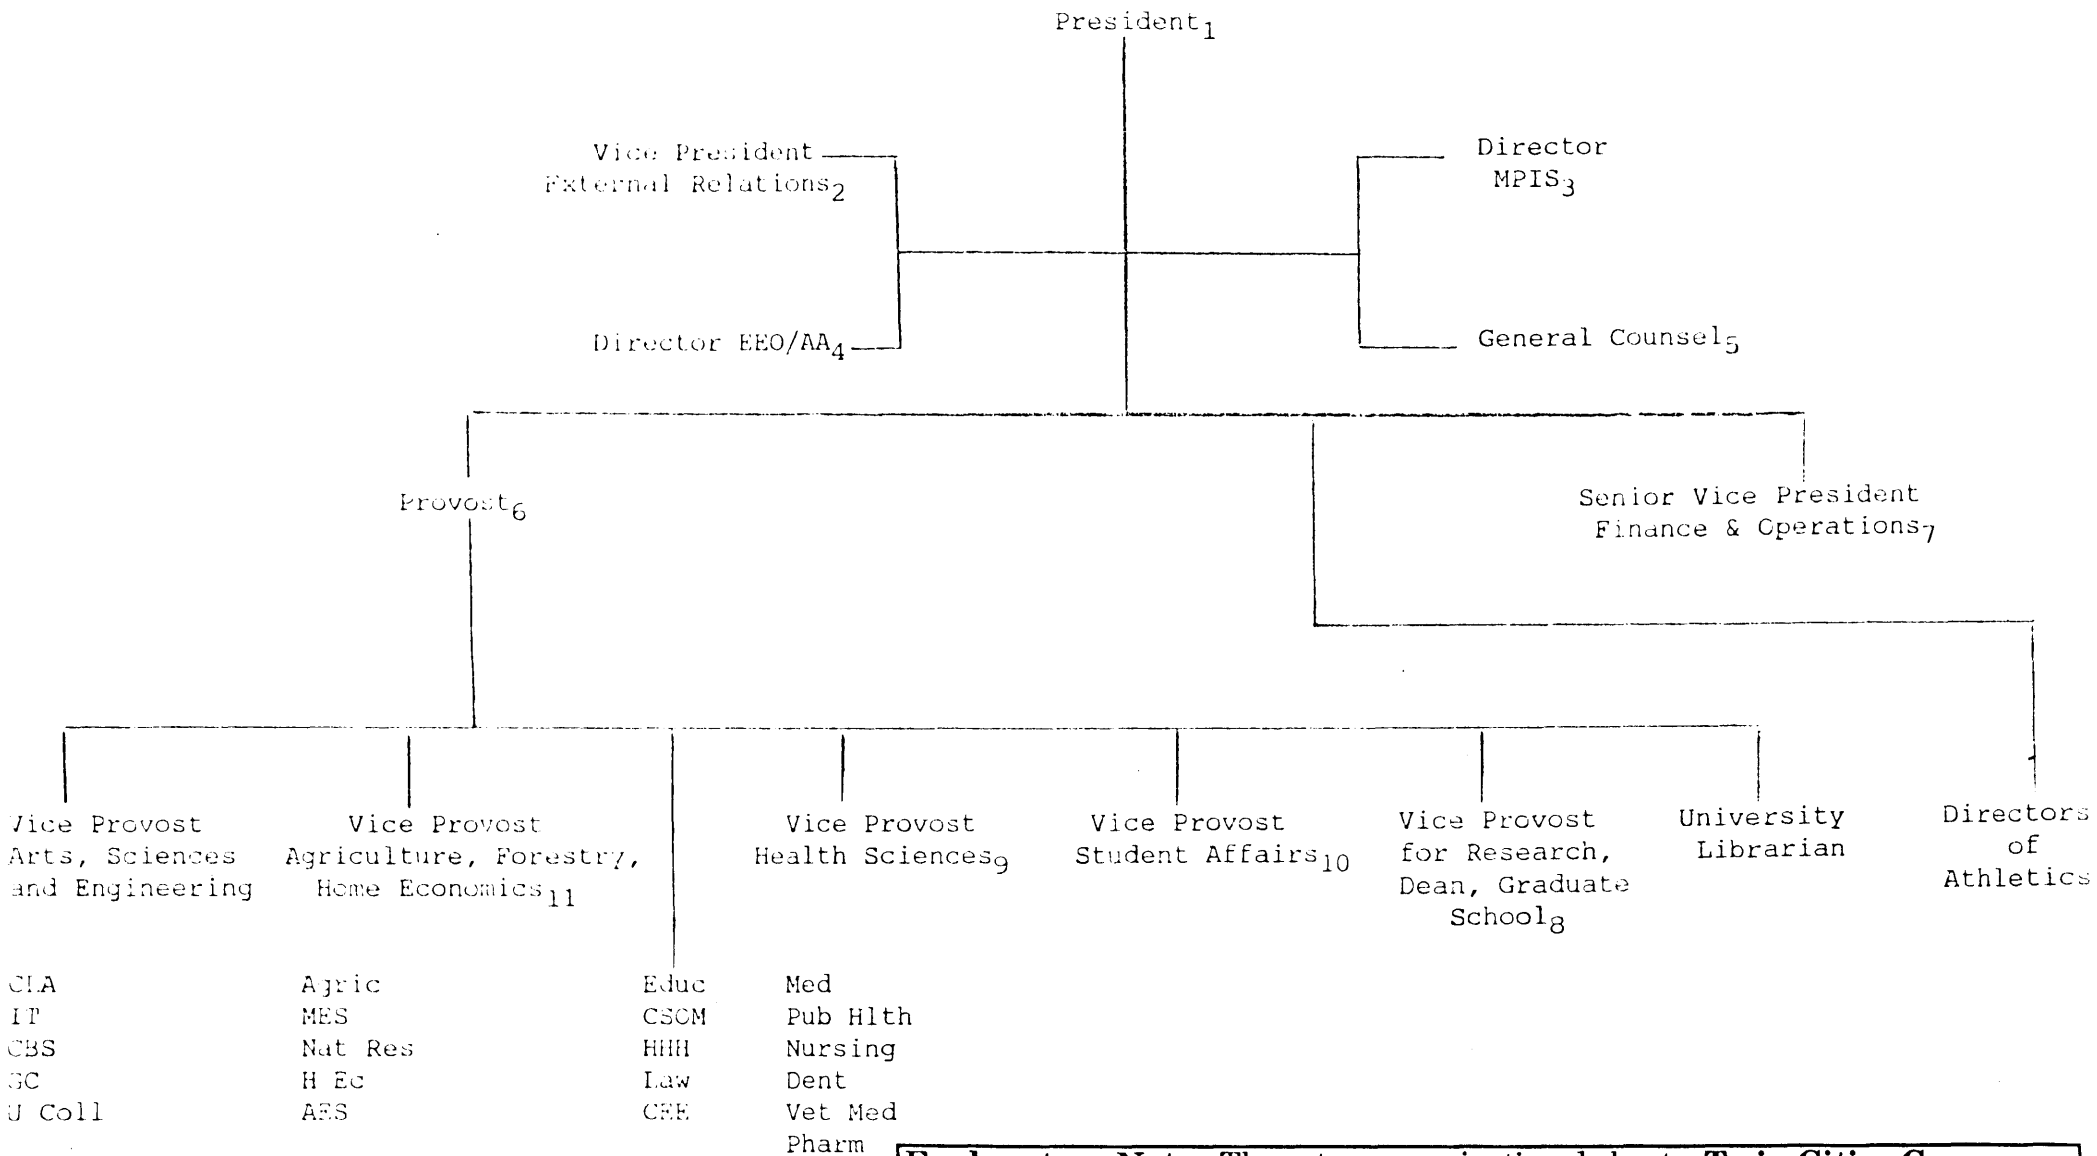 President1
Vice President
External Relations2
Director
MPIS3
Director EEO/AA4
General Counsel5
Provost6
Senior Vice President
Finance & Operations7
Vice Provost
Arts, Sciences
and Engineering
Vice Provost
Agriculture, Forestry,
Home Economics11
Vice Provost
Health Sciences9
Vice Provost
Student Affairs10
Vice Provost
for Research,
Dean, Graduate
School8
University
Librarian
Directors
of
Athletics
CLA
IT
CBS
GC
U Coll
Agric
MES
Nat Res
H Ec
AES
Educ
CSOM
HHH
Law
CEE
Med
Pub Hlth
Nursing
Dent
Vet Med
Pharm